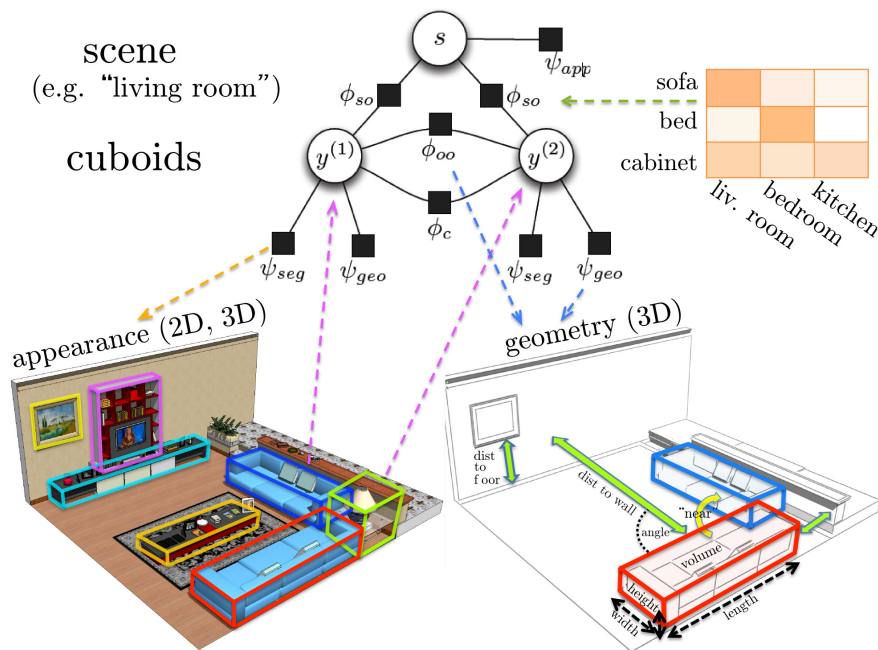 scene
(e.g. “living room”)
cuboids
s
ψapp
ϕso
ϕso
y(1)
ϕoo
y(2)
ϕc
ψseg
ψgeo
ψseg
ψgeo
sofa
bed
cabinet
liv. room
bedroom
kitchen
appearance (2D, 3D)
geometry (3D)
dist
to
f oor
dist to wall
angle
“near”
volume
height
width
length